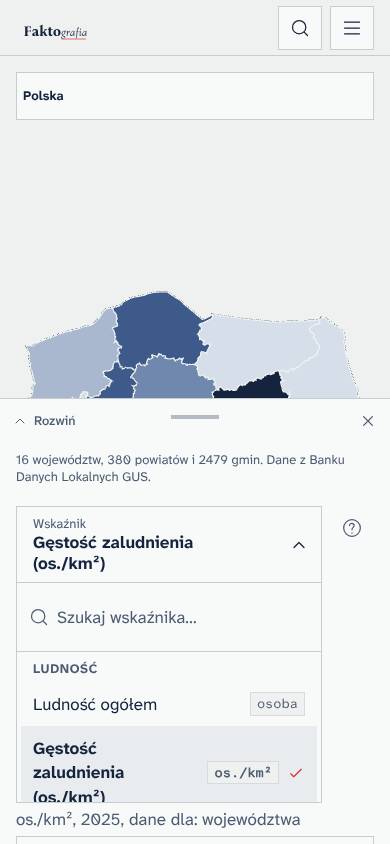 Faktografia
Polska
Rozwiń
16 województw, 380 powiatów i 2479 gmin. Dane z Banku
Danych Lokalnych GUS.
Wskaźnik
Gęstość zaludnienia
(os./km²)
Szukaj wskaźnika...
LUDNOŚĆ
Ludność ogółem
osoba
Gęstość
zaludnienia
(os./km²)
os./km²
os./km², 2025, dane dla: województwa